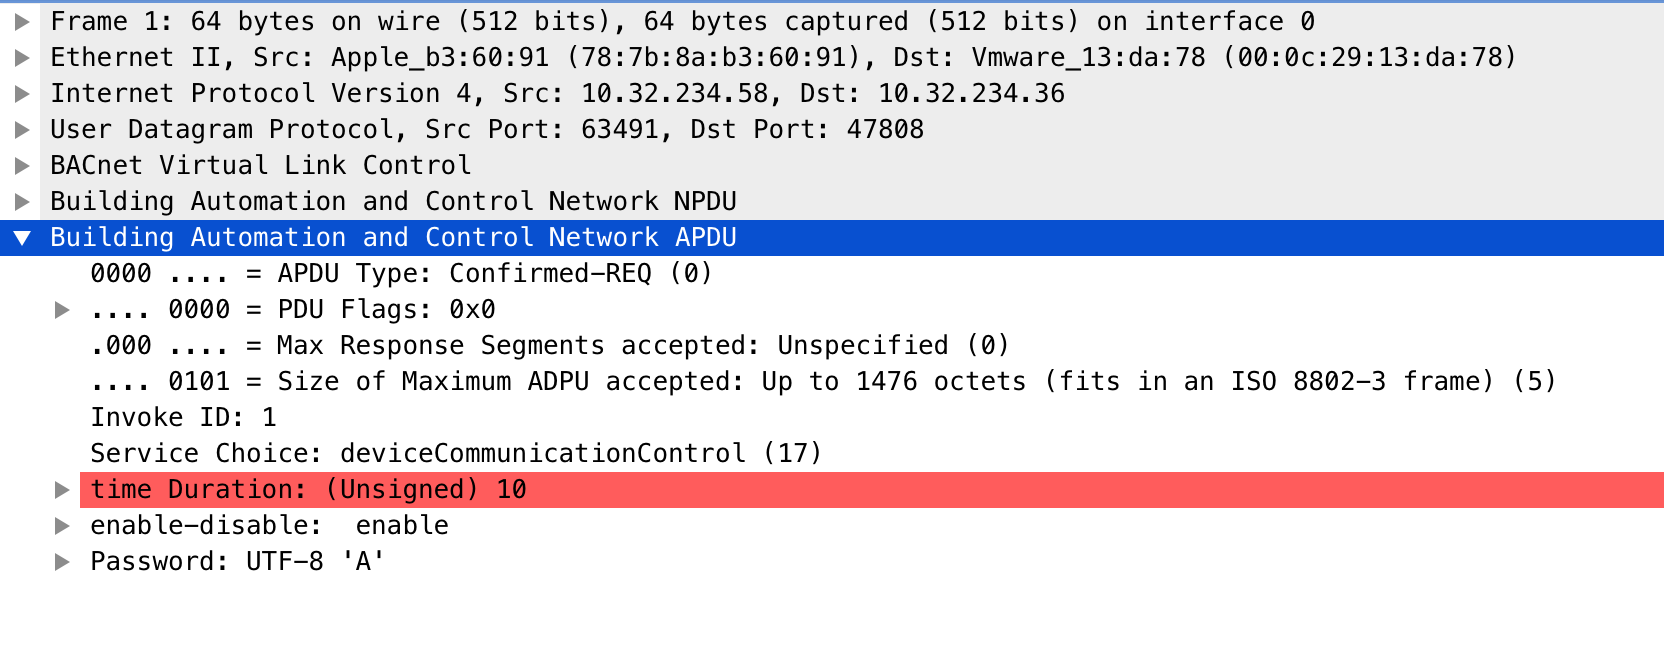 Frame 1: 64 bytes on wire (512 bits), 64 bytes captured (512 bits) on interface 0
Ethernet II, Src: Apple_b3:60:91 (78:7b:8a:b3:60:91), Dst: Vmware_13:da:78 (00:0c:29:13:da:78)
Internet Protocol Version 4, Src: 10.32.234.58, Dst: 10.32.234.36
User Datagram Protocol, Src Port: 63491, Dst Port: 47808
BACnet Virtual Link Control
Building Automation and Control Network NPDU
Building Automation and Control Network APDU
0000 .... = APDU Type: Confirmed-REQ (0)
.... 0000 = PDU Flags: 0x0
.000 .... = Max Response Segments accepted: Unspecified (0)
.... 0101 = Size of Maximum ADPU accepted: Up to 1476 octets (fits in an ISO 8802-3 frame) (5)
Invoke ID: 1
Service Choice: deviceCommunicationControl (17)
time Duration: (Unsigned) 10
enable-disable:  enable
Password: UTF-8 'A'